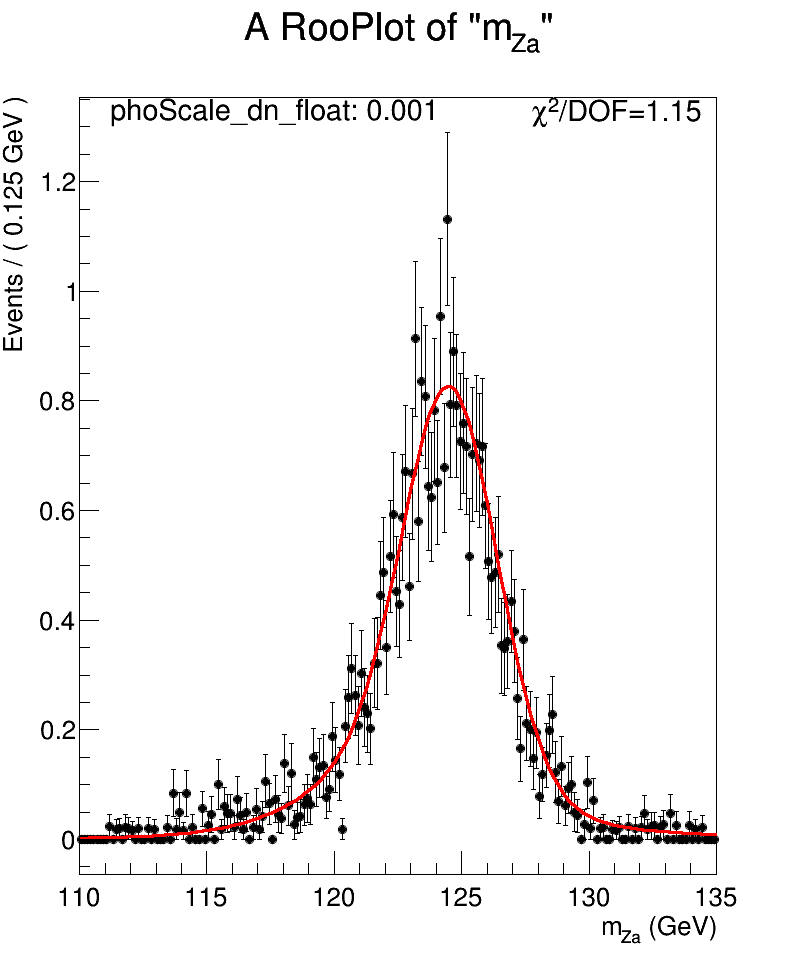 A RooPlot of "m_Za"
phoScale_dn_float: 0.001 χ²/DOF=1.15
Events / ( 0.125 GeV )
1.2
1
0.8
0.6
0.4
0.2
0
110 115 120 125 130 135
m_Za (GeV)